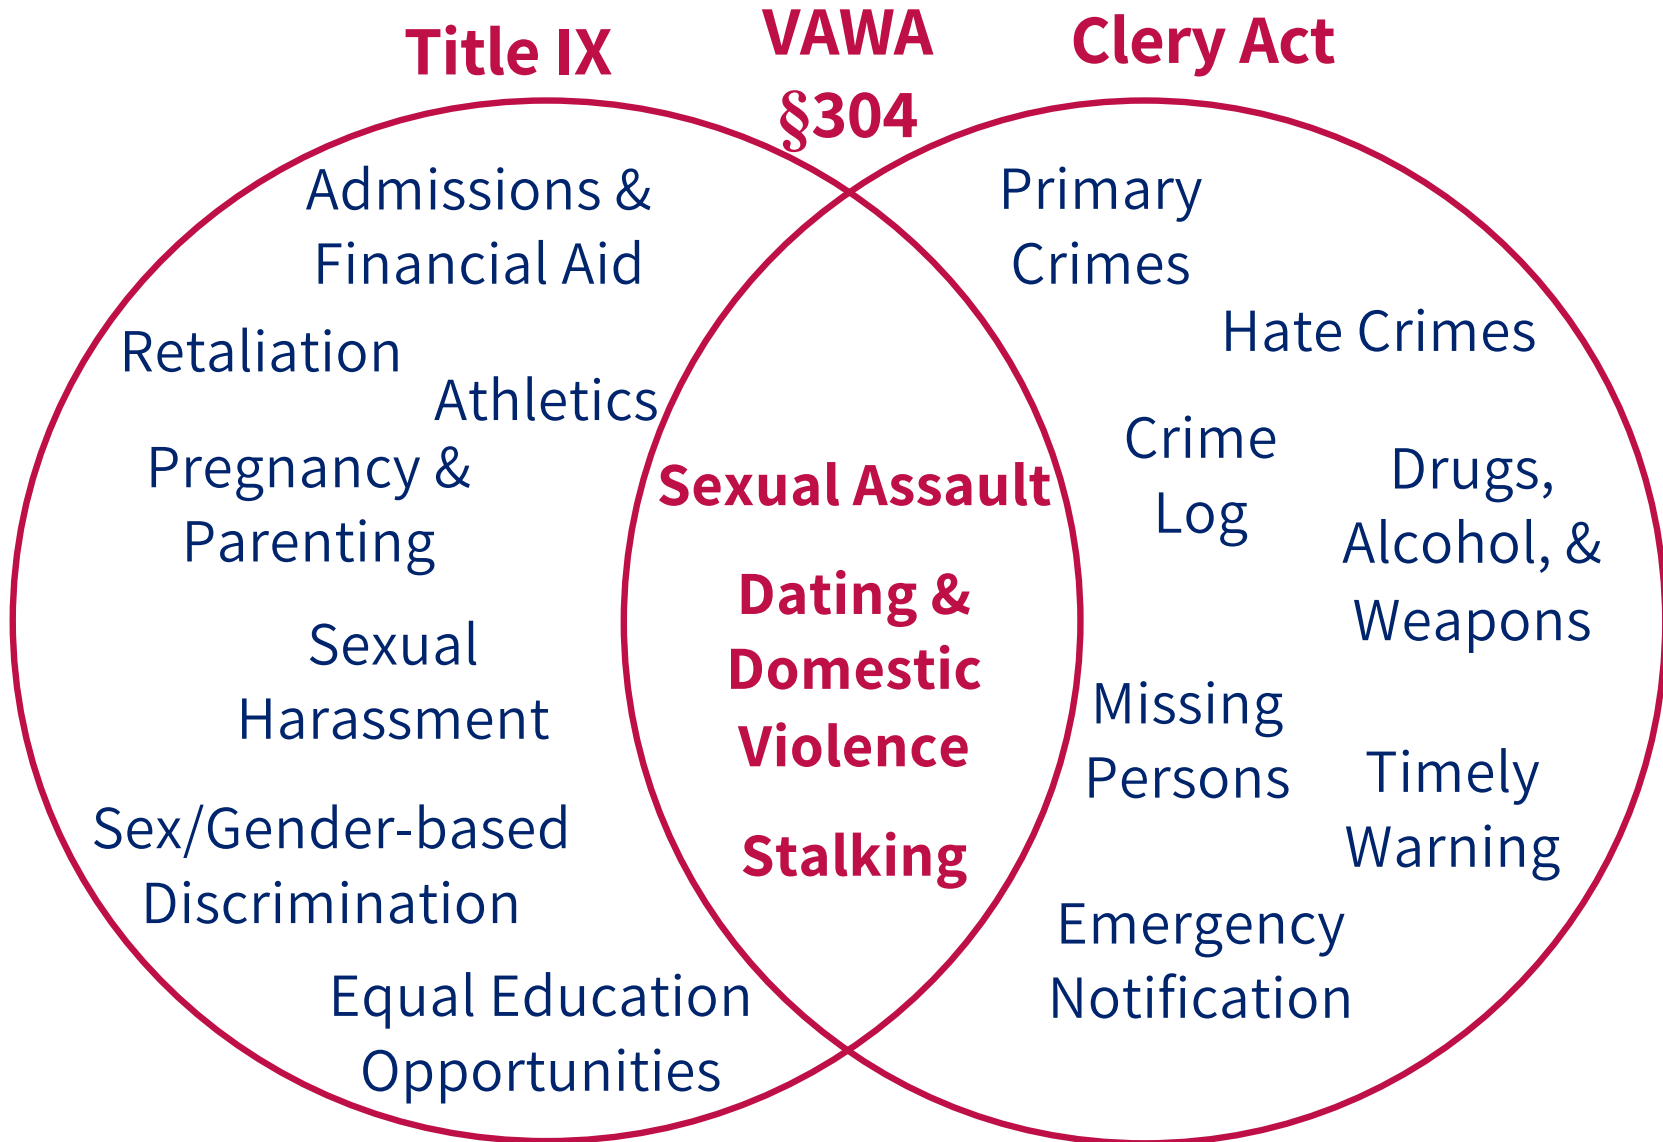 Title IX
VAWA
§304
Clery Act
Admissions &
Financial Aid
Retaliation
Athletics
Pregnancy &
Parenting
Sexual
Harassment
Sex/Gender-based
Discrimination
Equal Education
Opportunities
Sexual Assault
Dating &
Domestic
Violence
Stalking
Primary
Crimes
Hate Crimes
Crime
Log
Drugs,
Alcohol, &
Weapons
Missing
Persons
Timely
Warning
Emergency
Notification